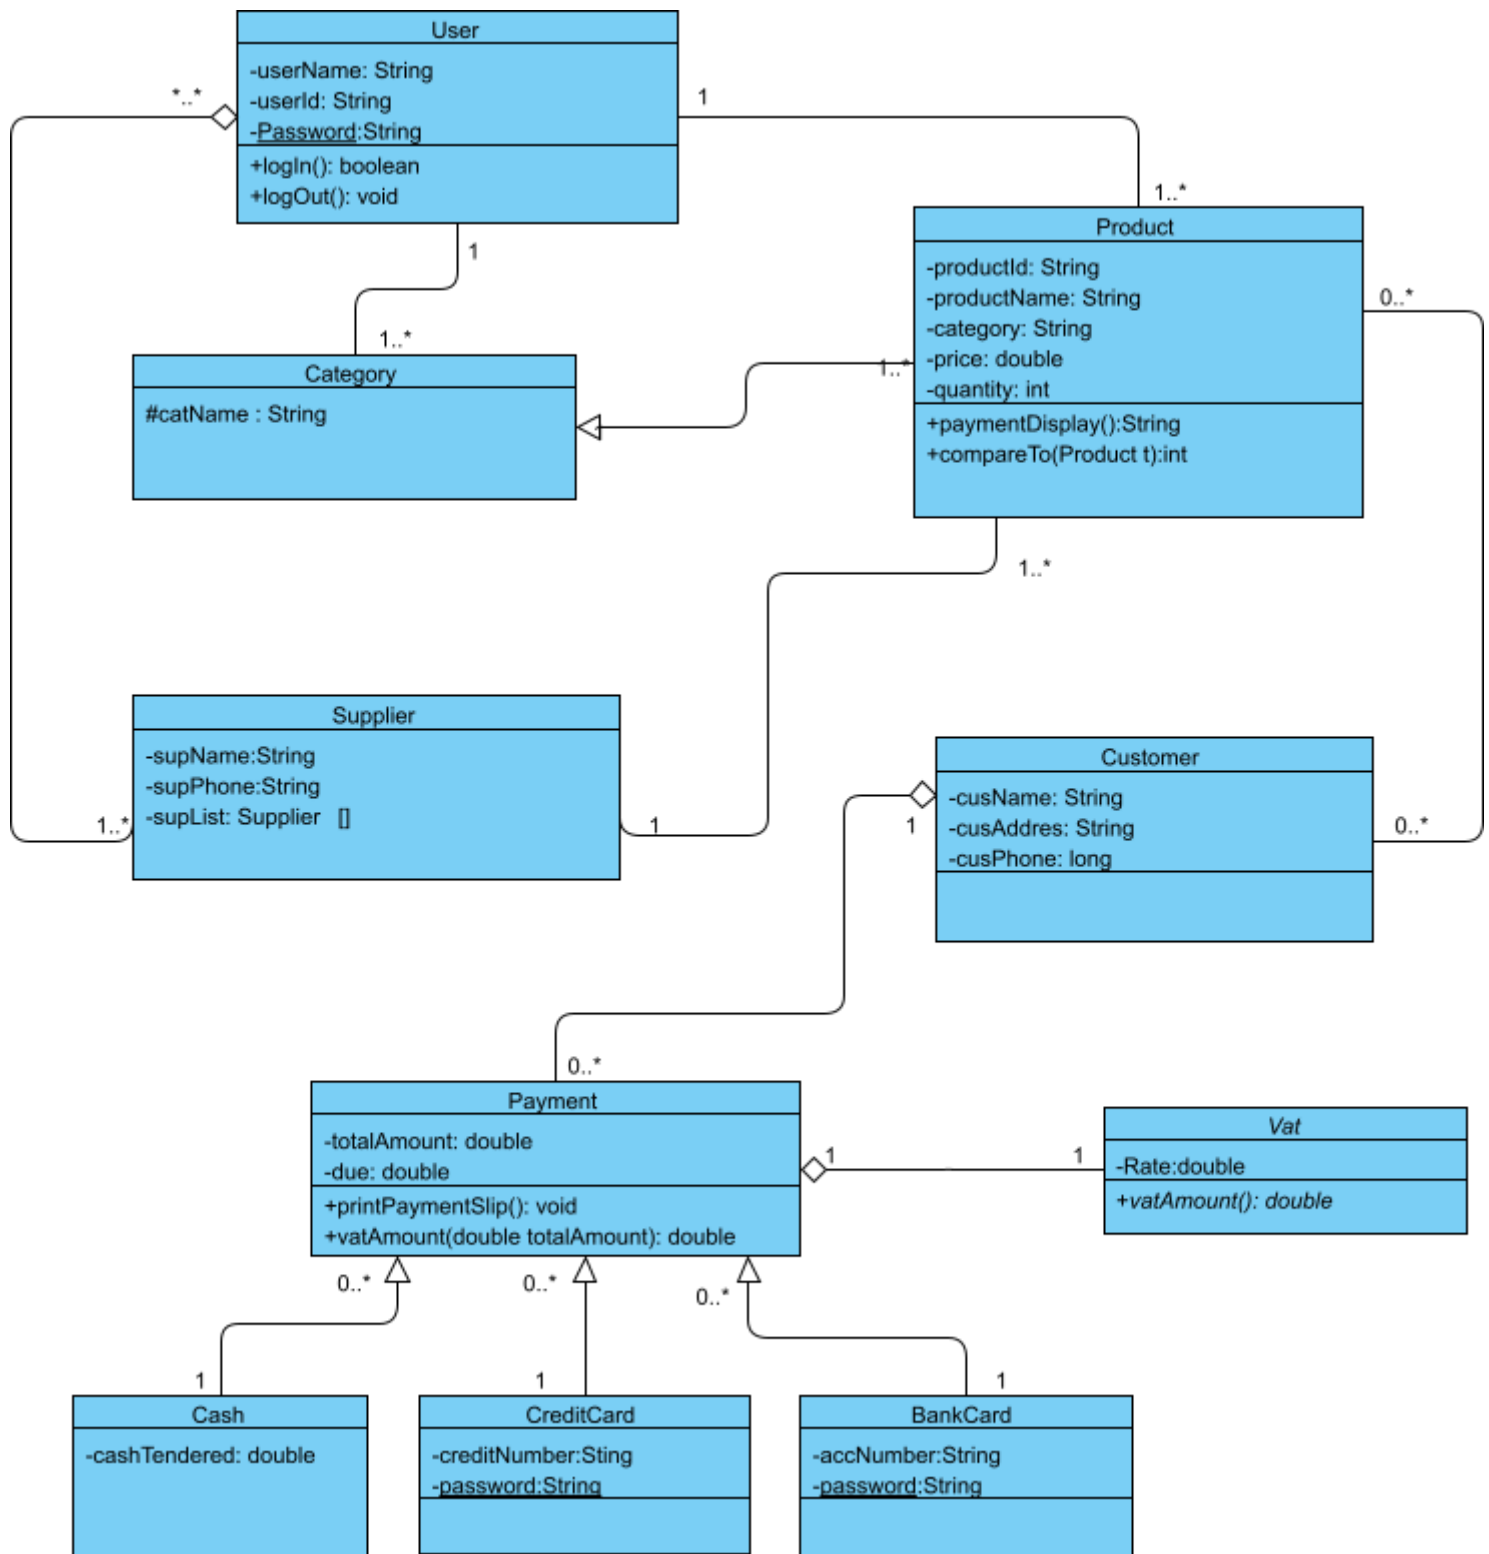 User
-userName: String
-userId: String
-Password:String
+logIn(): boolean
+logOut(): void
*..*
1
1..*
1
1..*
Product
-productId: String
-productName: String
-category: String
-price: double
-quantity: int
+paymentDisplay():String
+compareTo(Product t):int
0..*
1..*
1..*
Category
#catName : String
Supplier
-supName:String
-supPhone:String
-supList: Supplier []
1..*
1
Customer
-cusName: String
-cusAddres: String
-cusPhone: long
1
0..*
0..*
Payment
-totalAmount: double
-due: double
+printPaymentSlip(): void
+vatAmount(double totalAmount): double
1
1
Vat
-Rate:double
+vatAmount(): double
0..*
0..*
0..*
1
1
1
Cash
-cashTendered: double
CreditCard
-creditNumber:Sting
-password:String
BankCard
-accNumber:String
-password:String